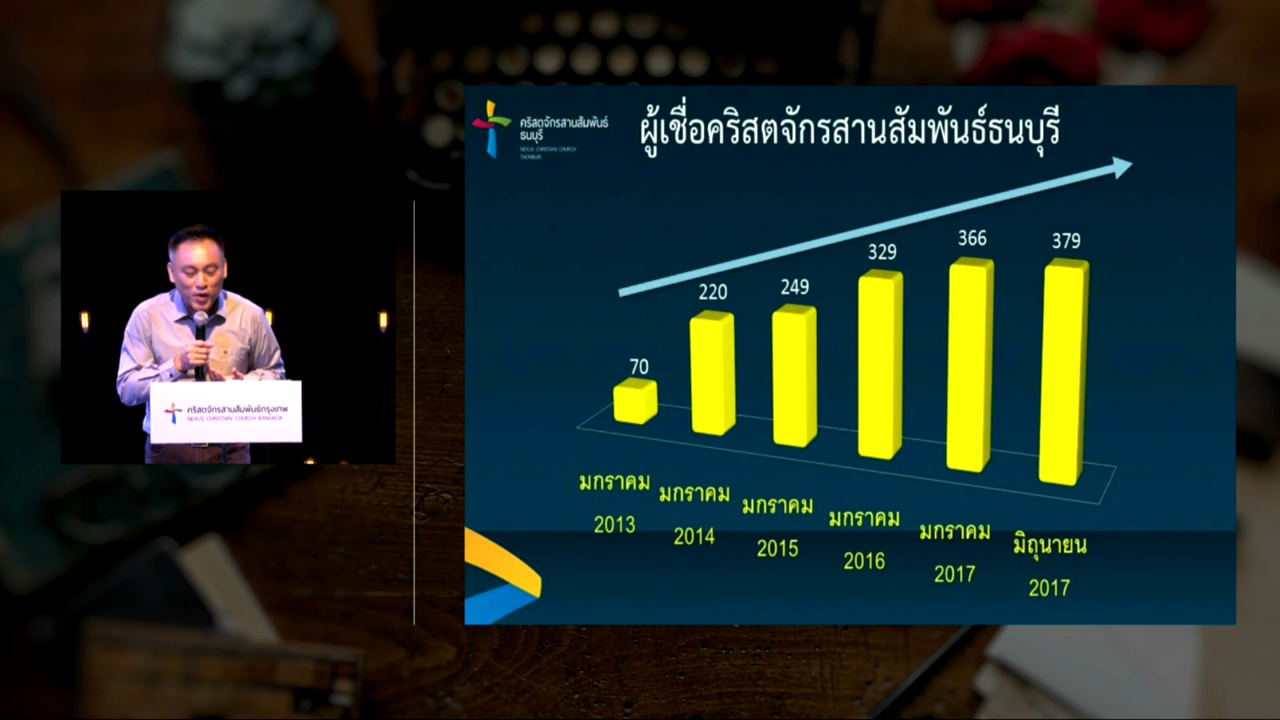 คริสตจักรสานสัมพันธ์
ธนบุรี
NEXUS CHRISTIAN CHURCH
THONBURI
ผู้เชื่อคริสตจักรสานสัมพันธ์ธนบุรี
70
220
249
329
366
379
มกราคม
2013
มกราคม
2014
มกราคม
2015
มกราคม
2016
มกราคม
2017
มิถุนายน
2017
คริสตจักรสานสัมพันธ์กรุงเทพ
NEXUS CHRISTIAN CHURCH BANGKOK